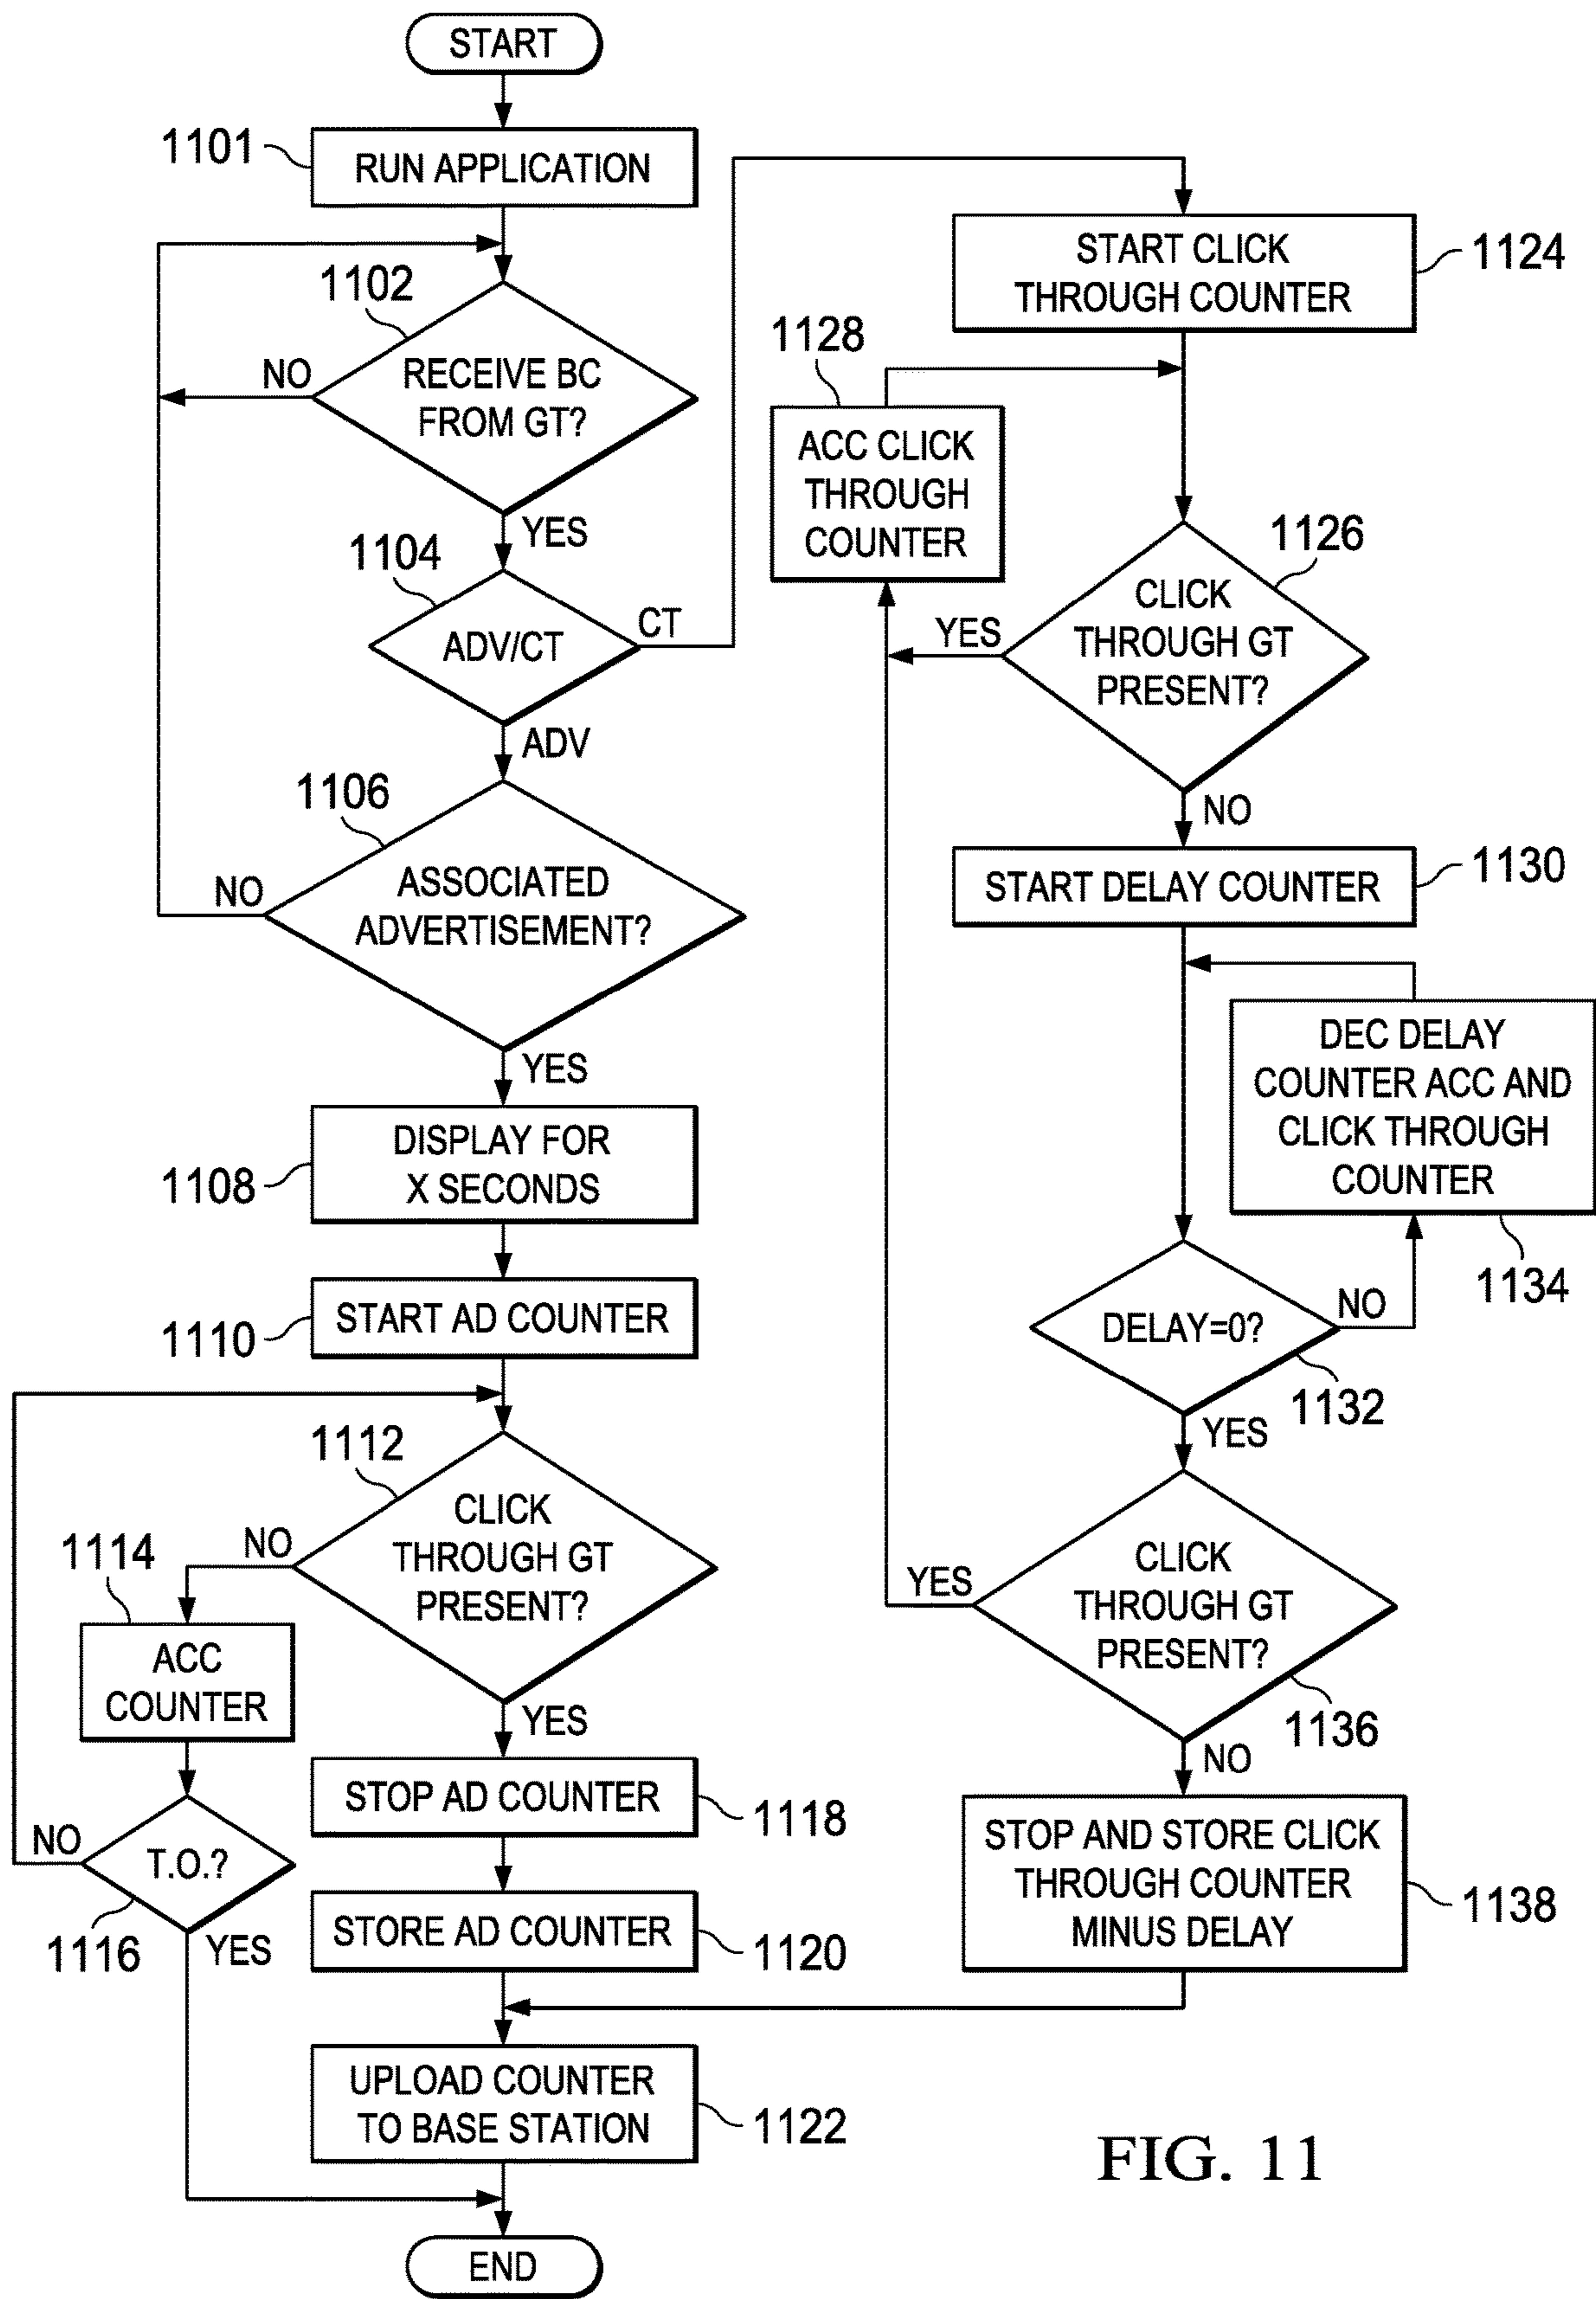 START
1101
RUN APPLICATION
1102
RECEIVE BC
FROM GT?
NO
YES
1104
ADV/CT
CT
ADV
1106
ASSOCIATED
ADVERTISEMENT?
NO
YES
DISPLAY FOR
X SECONDS
1108
START AD COUNTER
1110
1112
CLICK
THROUGH GT
PRESENT?
NO
YES
1114
ACC
COUNTER
T.O.?
NO
1116
YES
STOP AD COUNTER
1118
STORE AD COUNTER
1120
UPLOAD COUNTER
TO BASE STATION
1122
END
START CLICK
THROUGH COUNTER
1124
1128
ACC CLICK
THROUGH
COUNTER
1126
CLICK
THROUGH GT
PRESENT?
YES
NO
START DELAY COUNTER
1130
DEC DELAY
COUNTER ACC AND
CLICK THROUGH
COUNTER
1134
DELAY=0?
NO
1132
YES
CLICK
THROUGH GT
PRESENT?
YES
1136
NO
STOP AND STORE CLICK
THROUGH COUNTER
MINUS DELAY
1138
FIG. 11